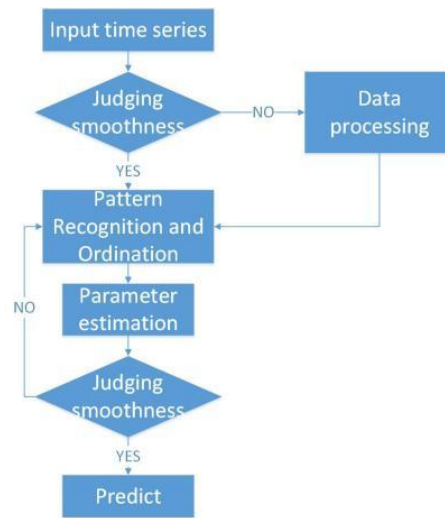 Input time series
Judging
smoothness
NO
Data
processing
YES
Pattern
Recognition and
Ordination
Parameter
estimation
NO
Judging
smoothness
YES
Predict